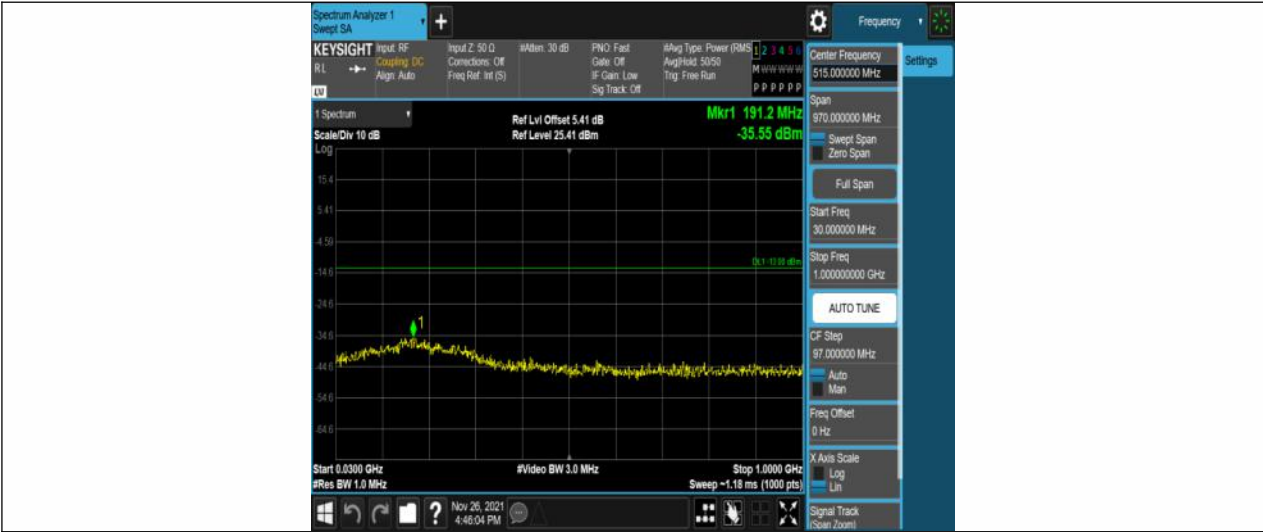 Spectrum Analyzer 1
Swept SA
+
Frequency
KEYSIGHT
RL
LW
Input: RF
Coupling: DC
Align: Auto
Input Z: 50 Ω
Corrections: Off
Freq Ref: Int (S)
#Atten: 30 dB
PNO: Fast
Gate: Off
IF Gain: Low
Sig Track: Off
#Avg Type: Power (RMS
Avg|Hold: 50/50
Trig: Free Run
1 2 3 4 5 6
M W W W W W
P P P P P P
Center Frequency
515.000000 MHz
Settings
1 Spectrum
Scale/Div 10 dB
Log
Ref Lvl Offset 5.41 dB
Ref Level 25.41 dBm
Mkr1 191.2 MHz
-35.55 dBm
15.4
5.41
-4.59
-14.6
-24.6
-34.6
-44.6
-54.6
-64.6
DL1 -13.00 dBm
1
Start 0.0300 GHz
#Res BW 1.0 MHz
#Video BW 3.0 MHz
Stop 1.0000 GHz
Sweep ~1.18 ms (1000 pts)
Span
970.000000 MHz
Swept Span
Zero Span
Full Span
Start Freq
30.000000 MHz
Stop Freq
1.000000000 GHz
AUTO TUNE
CF Step
97.000000 MHz
Auto
Man
Freq Offset
0 Hz
X Axis Scale
Log
Lin
Signal Track
(Span Zoom)
?
Nov 26, 2021
4:46:04 PM